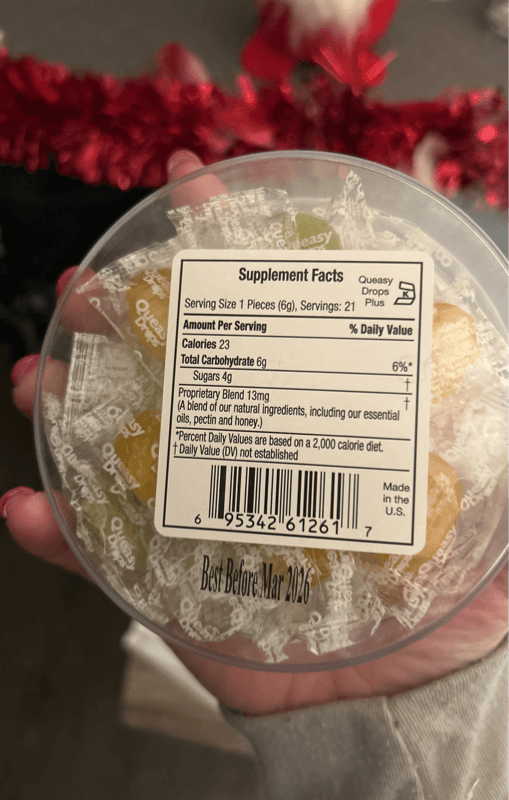 Supplement Facts
Queasy
Drops
Plus
K
Serving Size 1 Pieces (6g), Servings: 21
Amount Per Serving % Daily Value
Calories 23
Total Carbohydrate 6g 6%*
Sugars 4g †
Proprietary Blend 13mg †
(A blend of our natural ingredients, including our essential
oils, pectin and honey.)
*Percent Daily Values are based on a 2,000 calorie diet.
† Daily Value (DV) not established
Made
in the
U.S.
6 95342 61261 7
Best Before Mar 2026
Queasy
Queasy
Drops